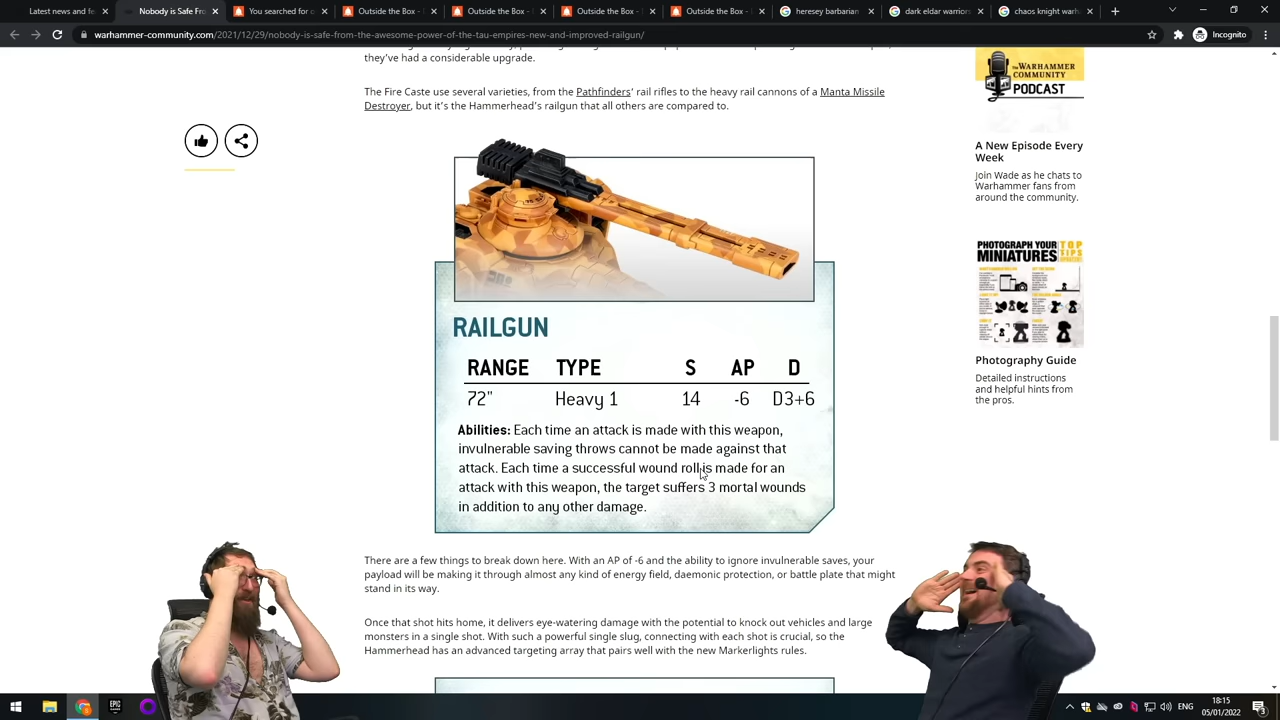 Latest news and fe
Nobody is Safe Fro
You searched for c
Outside the Box -
Outside the Box -
Outside the Box -
Outside the Box -
Outside the Box -
heresey barbarian
dark eldar warriors
chaos knight warh
warhammer-community.com/2021/12/29/nobody-is-safe-from-the-awesome-power-of-the-tau-empires-new-and-improved-railgun/
Incognito
they've had a considerable upgrade.
The Fire Caste use several varieties, from the Pathfinders' rail rifles to the heavy rail cannons of a Manta Missile
Destroyer, but it's the Hammerhead's railgun that all others are compared to.
RAILGUN
RANGE TYPE S AP D
72" Heavy 1 14 -6 D3+6
Abilities: Each time an attack is made with this weapon,
invulnerable saving throws cannot be made against that
attack. Each time a successful wound roll is made for an
attack with this weapon, the target suffers 3 mortal wounds
in addition to any other damage.
There are a few things to break down here. With an AP of -6 and the ability to ignore invulnerable saves, your
payload will be making it through almost any kind of energy field, daemonic protection, or battle plate that might
stand in its way.
Once that shot hits home, it delivers eye-watering damage with the potential to knock out vehicles and large
monsters in a single shot. With such a powerful single slug, connecting with each shot is crucial, so the
Hammerhead has an advanced targeting array that pairs well with the new Markerlights rules.
The WARHAMMER
COMMUNITY
PODCAST
A New Episode Every
Week
Join Wade as he chats to
Warhammer fans from
around the community.
PHOTOGRAPH YOUR
MINIATURES
TOP
TIPS
Photography Guide
Detailed instructions
and helpful hints from
the pros.
EPIC
ENG
18:15
05/01/2022